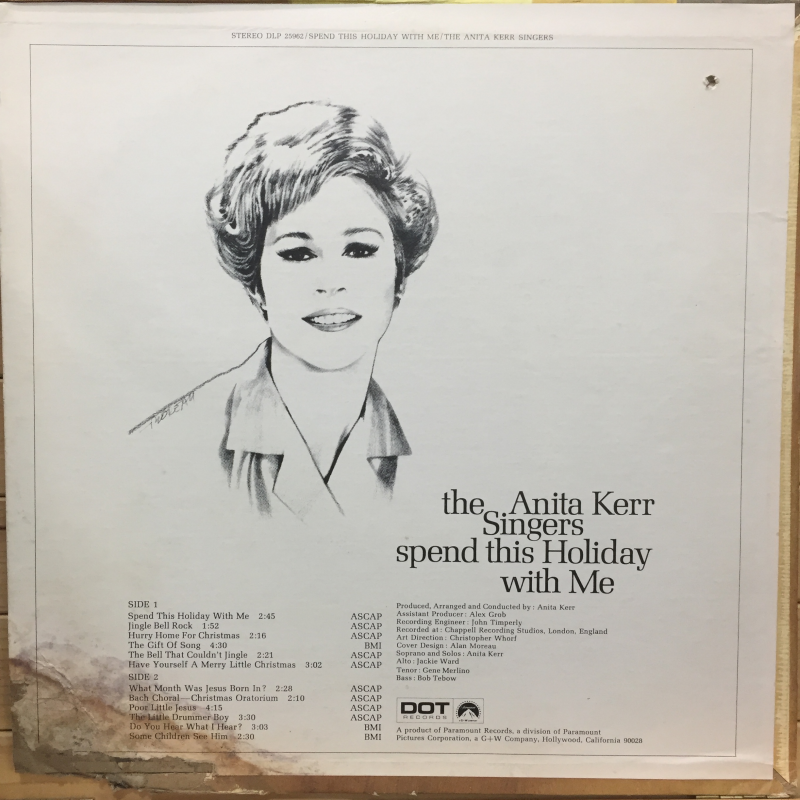 STEREO DLP 25962/SPEND THIS HOLIDAY WITH ME/THE ANITA KERR SINGERS
the Anita Kerr
Singers
spend this Holiday
with Me
SIDE 1
Spend This Holiday With Me 2:45 ASCAP
Jingle Bell Rock 1:52 ASCAP
Hurry Home For Christmas 2:16 ASCAP
The Gift Of Song 4:30 BMI
The Bell That Couldn't Jingle 2:21 ASCAP
Have Yourself A Merry Little Christmas 3:02 ASCAP
SIDE 2
What Month Was Jesus Born In? 2:28 ASCAP
Bach Choral—Christmas Oratorium 2:10 ASCAP
Poor Little Jesus 4:15 ASCAP
The Little Drummer Boy 3:30 ASCAP
Do You Hear What I Hear? 3:03 BMI
Some Children See Him 2:30 BMI
Produced, Arranged and Conducted by: Anita Kerr
Assistant Producer: Alex Grob
Recording Engineer: John Timperly
Recorded at: Chappell Recording Studios, London, England
Art Direction: Christopher Whorf
Cover Design: Alan Moreau
Soprano and Solos: Anita Kerr
Alto: Jackie Ward
Tenor: Gene Merlino
Bass: Bob Tebow
DOT
RECORDS
A product of Paramount Records, a division of Paramount
Pictures Corporation, a G+W Company, Hollywood, California 90028